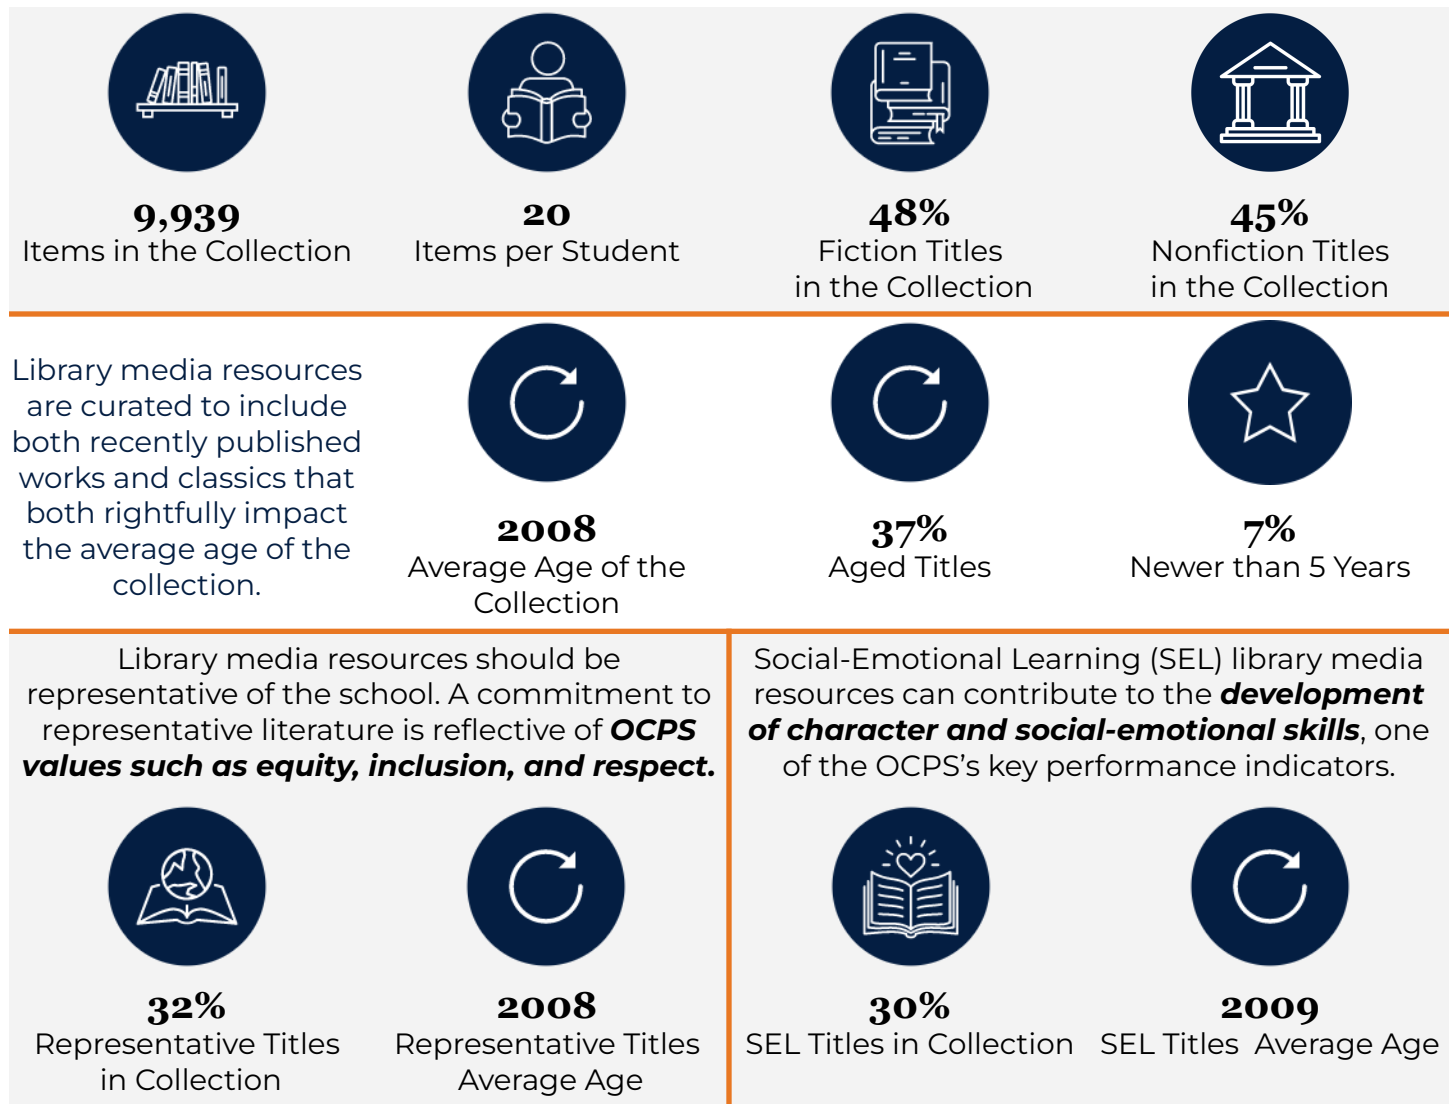 9,939
Items in the Collection
20
Items per Student
48%
Fiction Titles
in the Collection
45%
Nonfiction Titles
in the Collection
Library media resources
are curated to include
both recently published
works and classics that
both rightfully impact
the average age of the
collection.
2008
Average Age of the
Collection
37%
Aged Titles
7%
Newer than 5 Years
Library media resources should be
representative of the school. A commitment to
representative literature is reflective of OCPS
values such as equity, inclusion, and respect.
32%
Representative Titles
in Collection
2008
Representative Titles
Average Age
Social-Emotional Learning (SEL) library media
resources can contribute to the development
of character and social-emotional skills, one
of the OCPS's key performance indicators.
30%
SEL Titles in Collection
2009
SEL Titles  Average Age